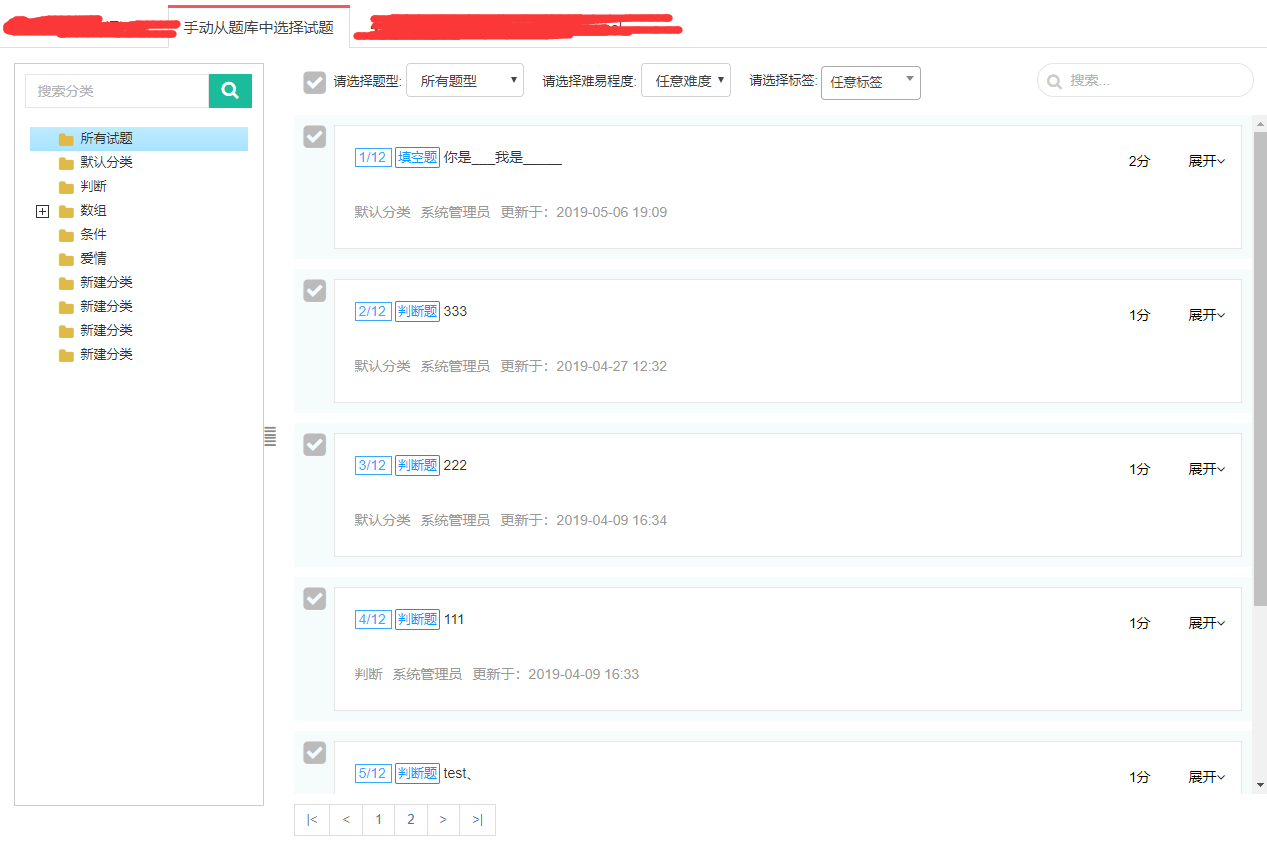 手动从题库中选择试题
搜索分类
所有试题
默认分类
判断
数组
条件
爱情
新建分类
新建分类
新建分类
新建分类
请选择题型: 所有题型 请选择难易程度: 任意难度 请选择标签: 任意标签 搜索...
1/12 填空题 你是___我是_____ 2分 展开
默认分类 系统管理员 更新于：2019-05-06 19:09
2/12 判断题 333 1分 展开
默认分类 系统管理员 更新于：2019-04-27 12:32
3/12 判断题 222 1分 展开
默认分类 系统管理员 更新于：2019-04-09 16:34
4/12 判断题 111 1分 展开
判断 系统管理员 更新于：2019-04-09 16:33
5/12 判断题 test、 1分 展开
|< < 1 2 > >|